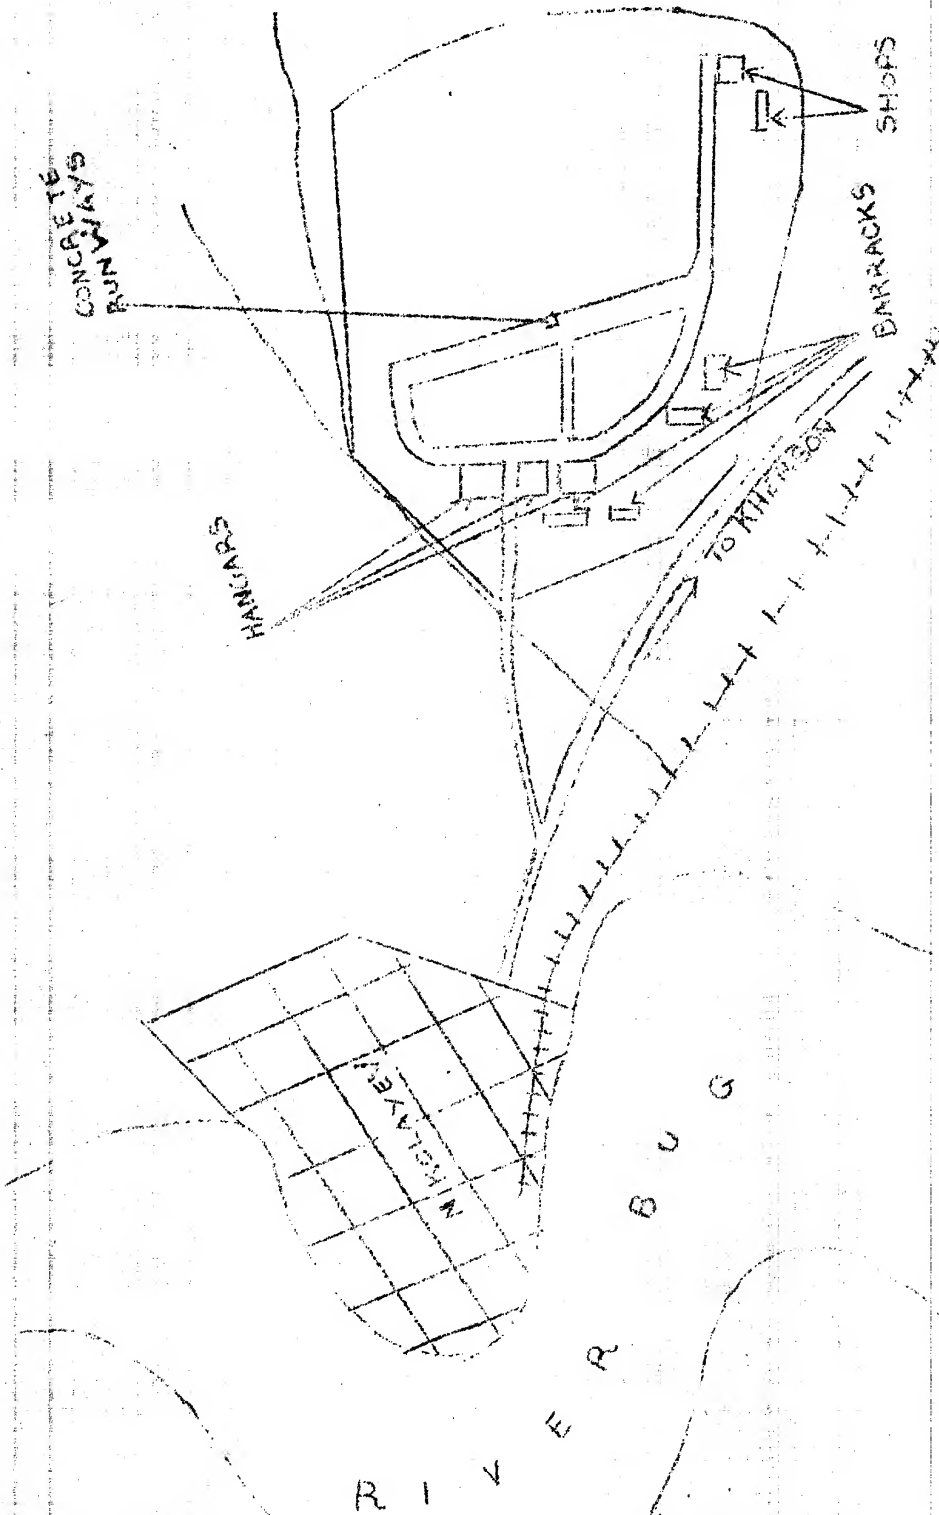 CONCRETE
RUNWAYS
SHOPS
BARRACKS
HANGARS
TO KHERSON
NIKOLAYEV
RIVER BUG